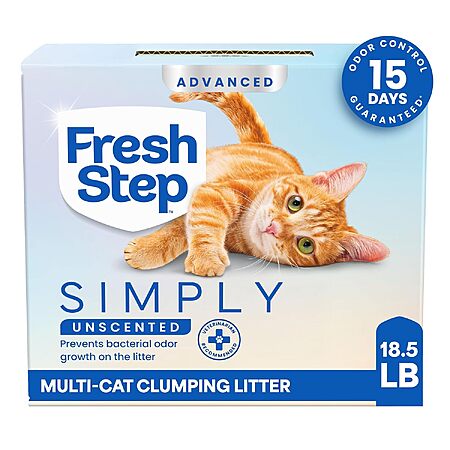 ADVANCED
ODOR CONTROL
15
DAYS
GUARANTEED*
Fresh
Step™
SIMPLY
UNSCENTED
Prevents bacterial odor
growth on the litter
VETERINARIAN
RECOMMENDED
MULTI-CAT CLUMPING LITTER
18.5
LB